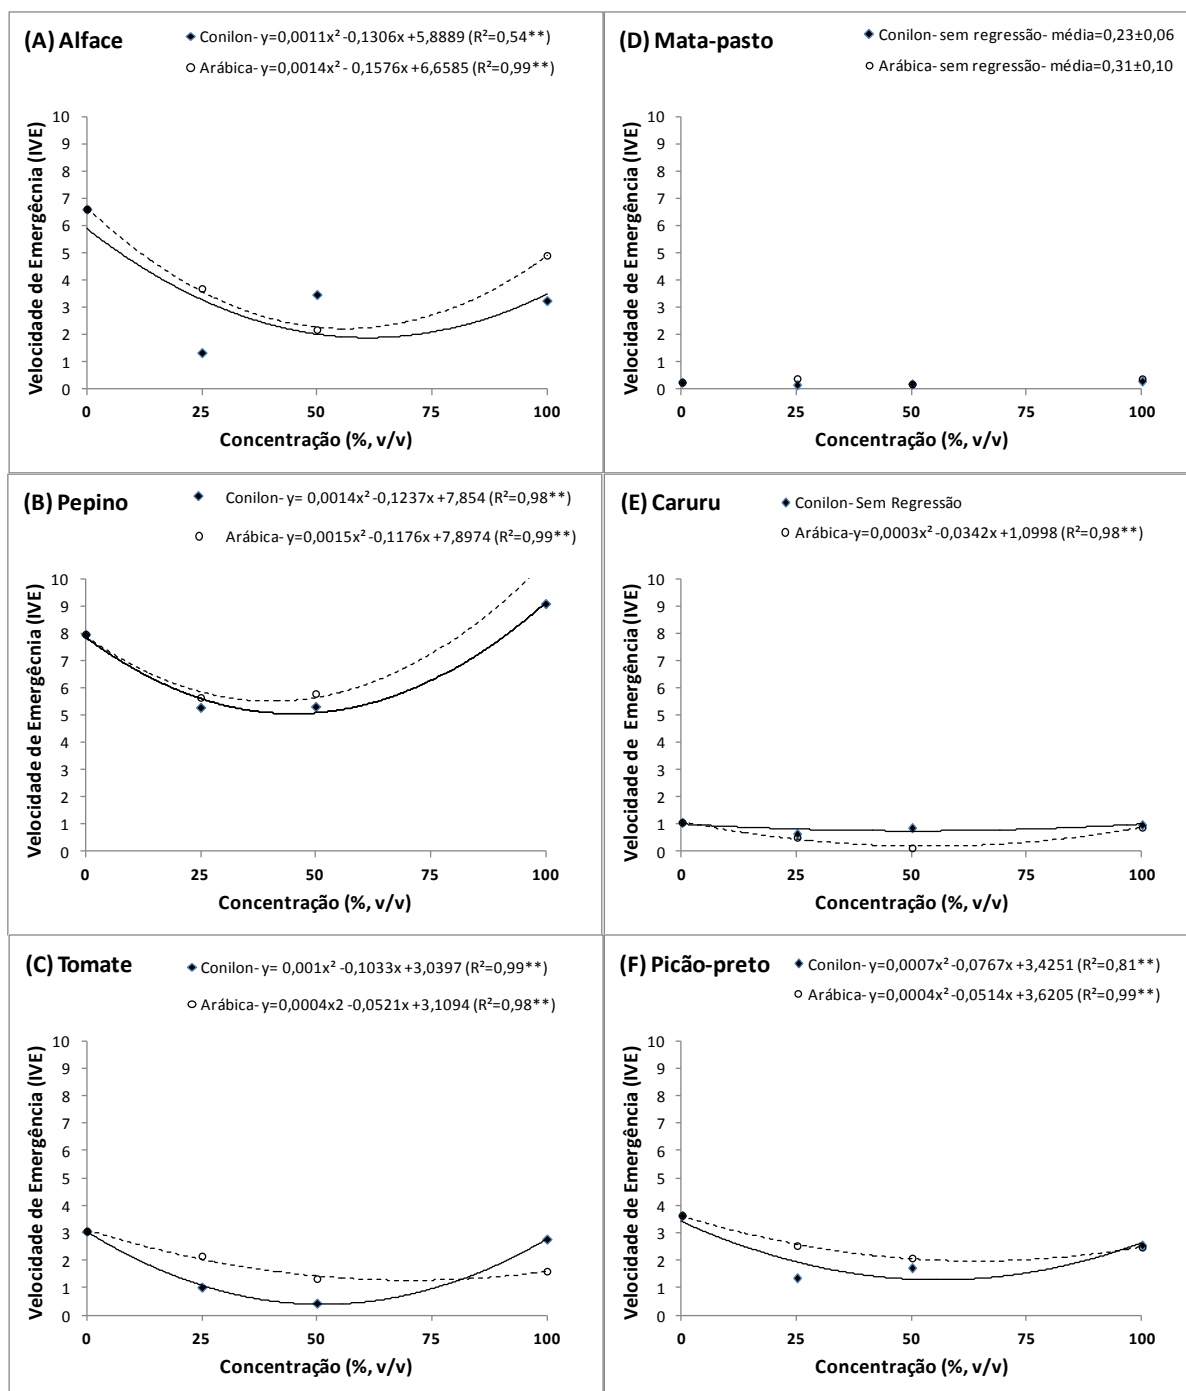 (A) Alface
Conilon- y=0,0011x² -0,1306x +5,8889 (R²=0,54**)
Arábica- y=0,0014x² - 0,1576x + 6,6585 (R²=0,99**)
Velocidade de Emergêcnia (IVE)
10
9
8
7
6
5
4
3
2
1
0
0 25 50 75 100
Concentração (%, v/v)
(D) Mata-pasto
Conilon- sem regressão- média=0,23±0,06
Arábica- sem regressão- média=0,31±0,10
Velocidade de Emergência (IVE)
10
9
8
7
6
5
4
3
2
1
0
0 25 50 75 100
Concentração (%, v/v)
(B) Pepino
Conilon- y= 0,0014x² -0,1237x +7,854 (R²=0,98**)
Arábica- y=0,0015x² -0,1176x +7,8974 (R²=0,99**)
Velocidade de Emergêcnia (IVE)
10
9
8
7
6
5
4
3
2
1
0
0 25 50 75 100
Concentração (%, v/v)
(E) Caruru
Conilon- Sem Regressão
Arábica-y=0,0003x² -0,0342x +1,0998 (R²=0,98**)
Velocidade de Emergência (IVE)
10
9
8
7
6
5
4
3
2
1
0
0 25 50 75 100
Concentração (%, v/v)
(C) Tomate
Conilon- y= 0,001x² -0,1033x +3,0397 (R²=0,99**)
Arábica- y=0,0004x2 -0,0521x +3,1094 (R²=0,98**)
Velocidade de Emergência (IVE)
10
9
8
7
6
5
4
3
2
1
0
0 25 50 75 100
Concentração (%, v/v)
(F) Picão-preto
Conilon- y=0,0007x² -0,0767x +3,4251 (R²=0,81**)
Arábica- y=0,0004x² -0,0514x +3,6205 (R²=0,99**)
Velocidade de Emergência (IVE)
10
9
8
7
6
5
4
3
2
1
0
0 25 50 75 100
Concentração (%, v/v)